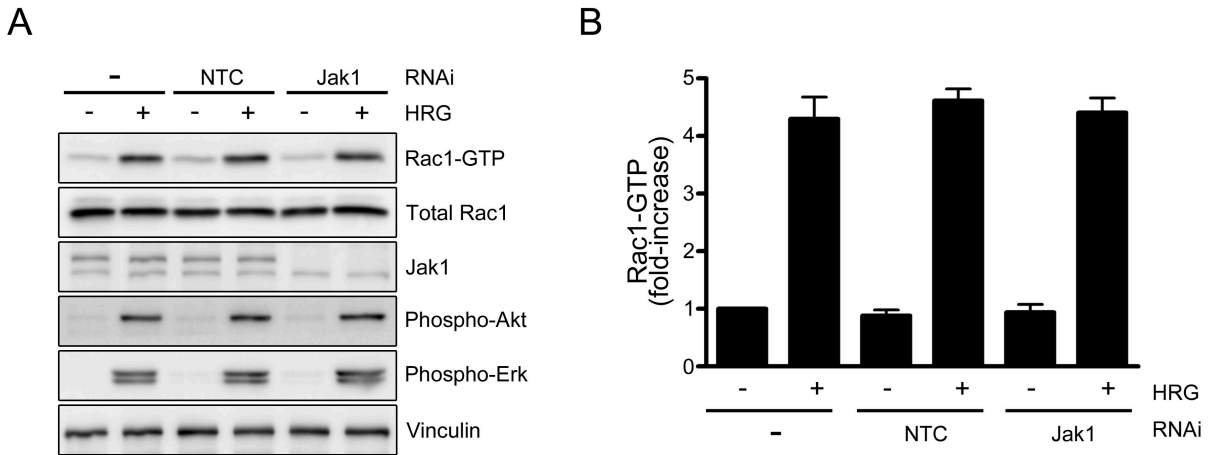 A
- NTC Jak1 RNAi
- + - + - + HRG
Rac1-GTP
Total Rac1
Jak1
Phospho-Akt
Phospho-Erk
Vinculin
B
Rac1-GTP
(fold-increase)
5
4
3
2
1
0
- + - + - + HRG
- NTC Jak1 RNAi